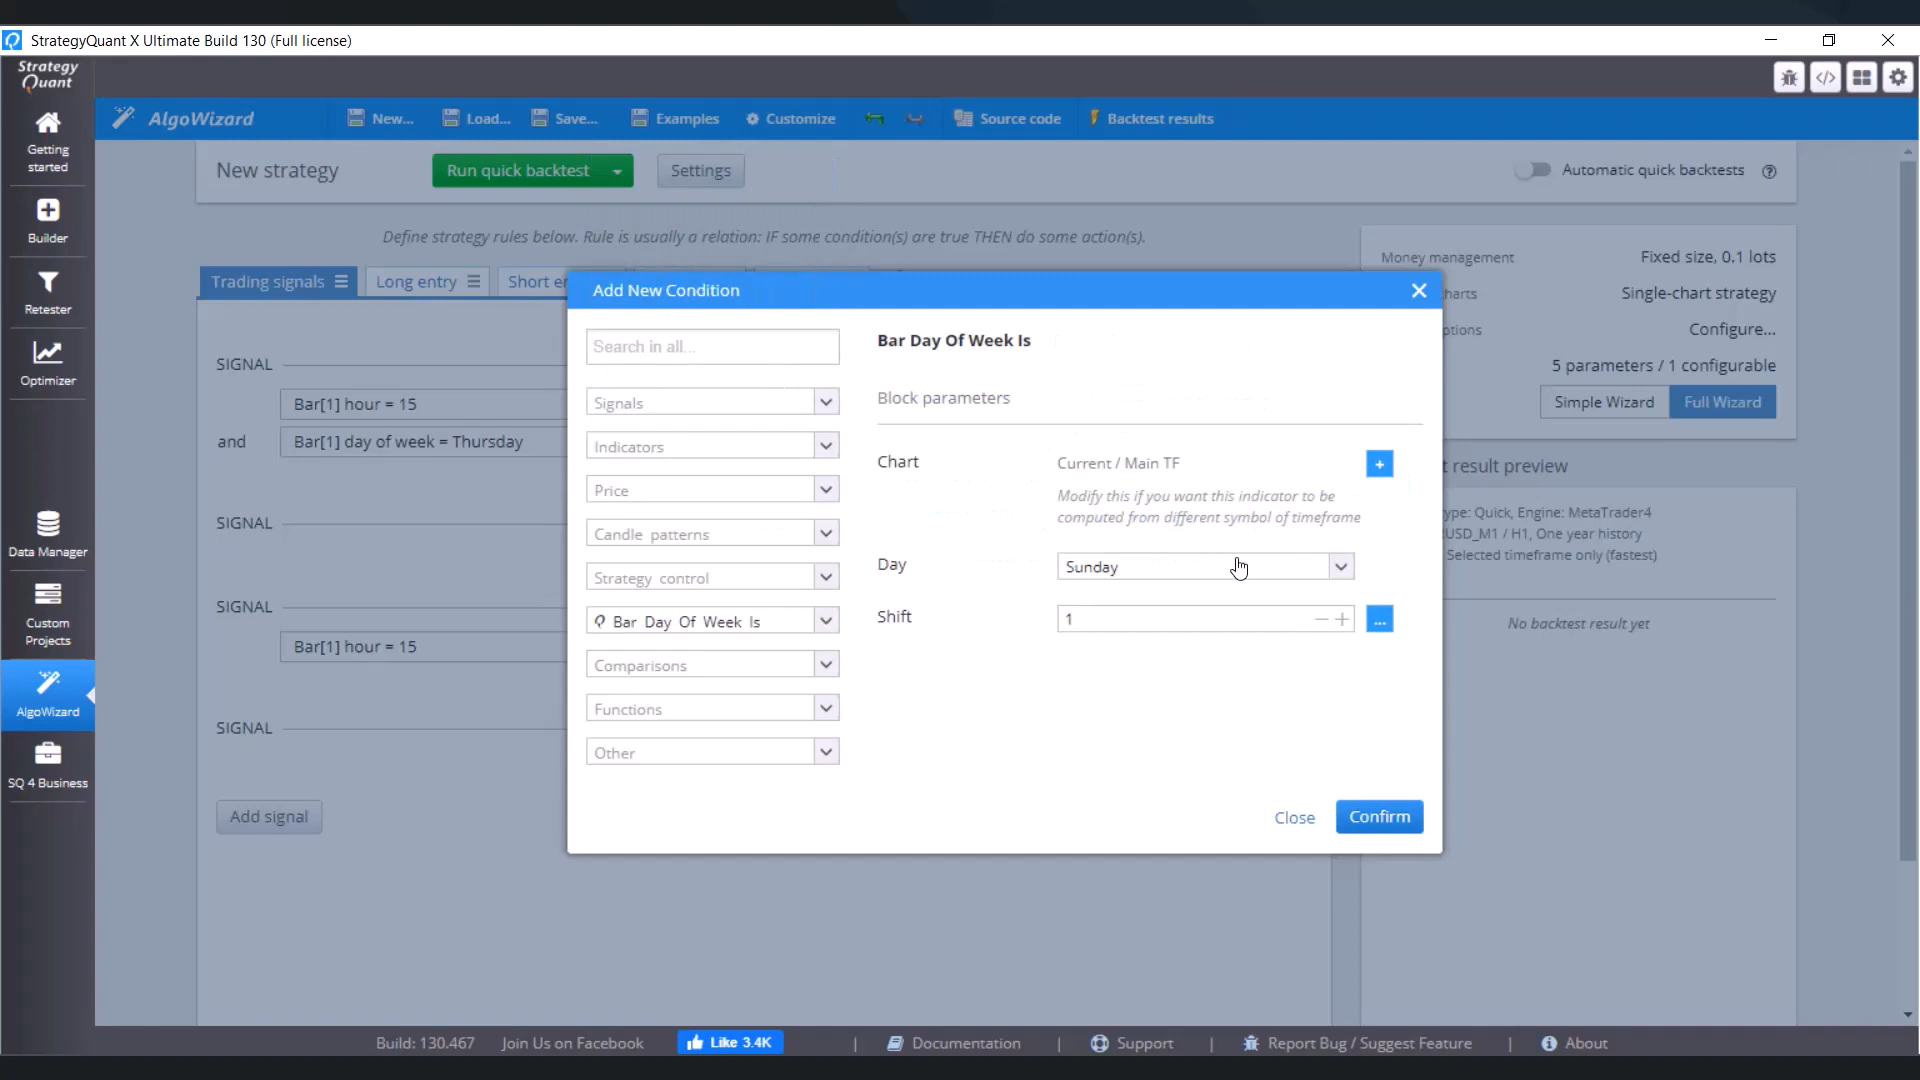 StrategyQuant X Ultimate Build 130 (Full license)
Strategy
Quant
AlgoWizard
New...
Load...
Save...
Examples
Customize
Source code
Backtest results
Getting
started
Builder
Retester
Optimizer
Data Manager
Custom
Projects
AlgoWizard
SQ 4 Business
New strategy
Run quick backtest
Settings
Automatic quick backtests
Define strategy rules below. Rule is usually a relation: IF some condition(s) are true THEN do some action(s).
Trading signals
Long entry
Short
SIGNAL
Bar[1] hour = 15
and
Bar[1] day of week = Thursday
SIGNAL
SIGNAL
Bar[1] hour = 15
SIGNAL
Add signal
Add New Condition
Search in all...
Signals
Indicators
Price
Candle patterns
Strategy control
Bar Day Of Week Is
Comparisons
Functions
Other
Bar Day Of Week Is
Block parameters
Chart
Current / Main TF
+
Modify this if you want this indicator to be
computed from different symbol of timeframe
Day
Sunday
Shift
1
...
Close
Confirm
Money management
Fixed size, 0.1 lots
harts
Single-chart strategy
ptions
Configure...
5 parameters / 1 configurable
Simple Wizard
Full Wizard
t result preview
ype: Quick, Engine: MetaTrader4
USD_M1 / H1, One year history
Selected timeframe only (fastest)
No backtest result yet
Build: 130.467
Join Us on Facebook
Like 3.4K
|
Documentation
|
Support
|
Report Bug / Suggest Feature
|
About